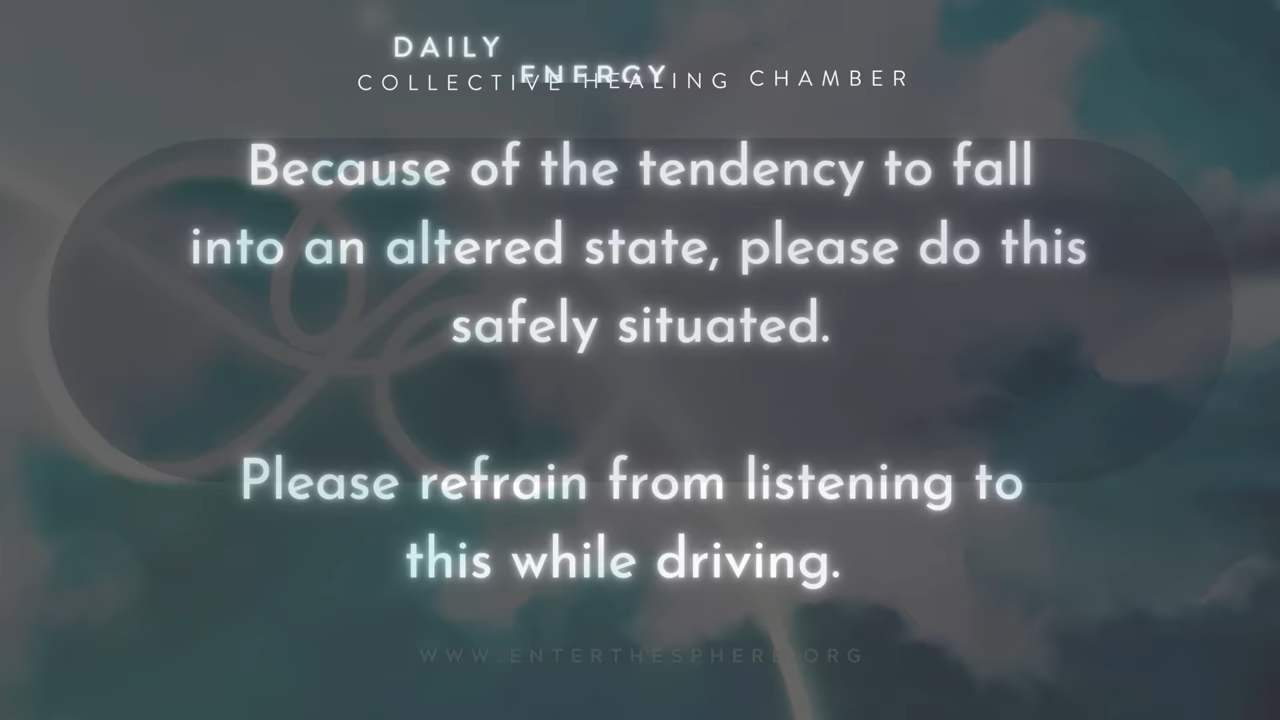 DAILY
ENERGY
COLLECTIVE HEALING CHAMBER
Because of the tendency to fall
into an altered state, please do this
safely situated.
Please refrain from listening to
this while driving.
WWW.ENTERTHESPHERE.ORG